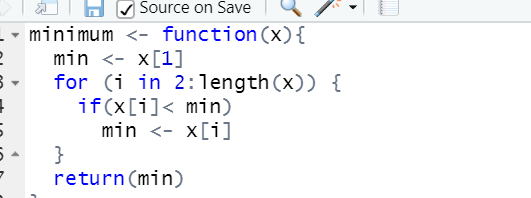 Source on Save
minimum <- function(x){
min <- x[1]
for (i in 2:length(x)) {
if(x[i]< min)
min <- x[i]
}
return(min)